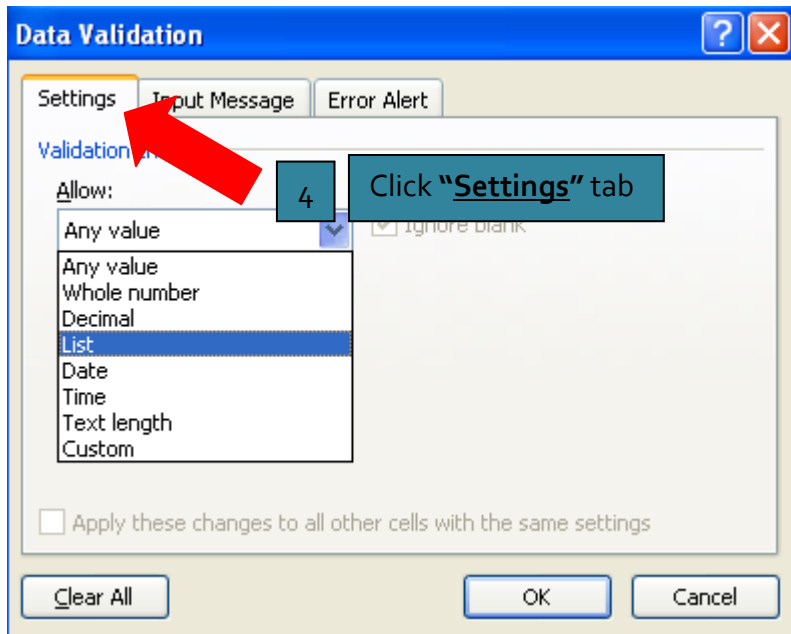 Data Validation
Settings
Input Message
Error Alert
Validation
Allow:
4
Click "Settings" tab
Any value
Ignore blank
Any value
Whole number
Decimal
List
Date
Time
Text length
Custom
Apply these changes to all other cells with the same settings
Clear All
OK
Cancel